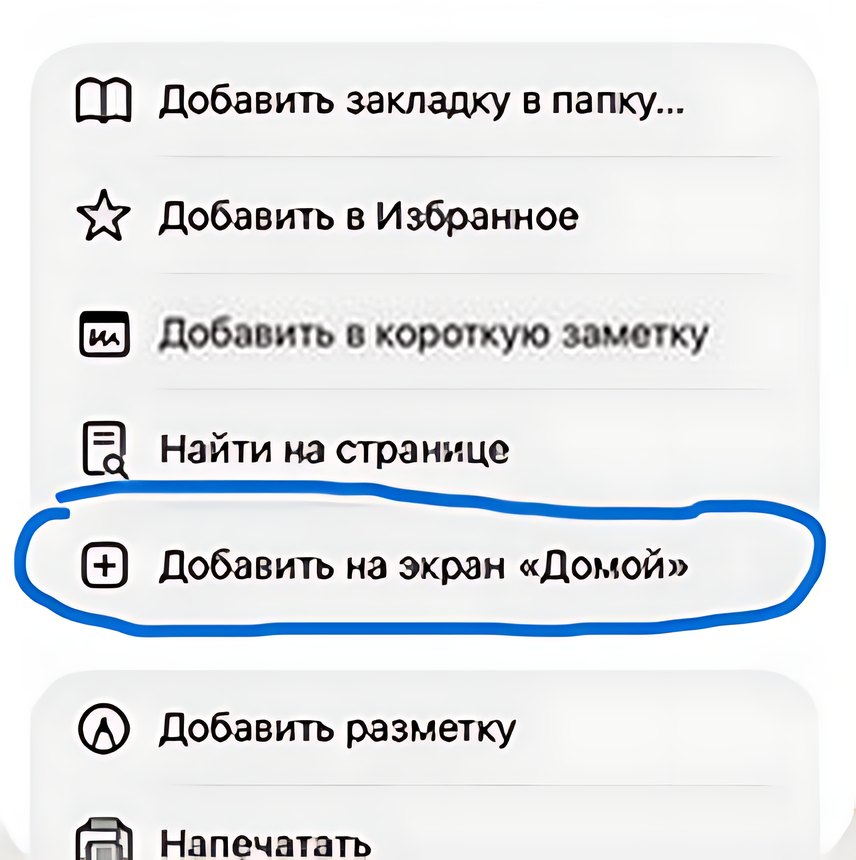 Добавить закладку в папку...
Добавить в Избранное
Добавить в короткую заметку
Найти на странице
Добавить на экран «Домой»
Добавить разметку
Напечатать